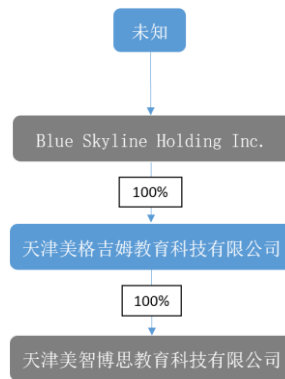 未知
Blue Skyline Holding Inc.
100%
天津美格吉姆教育科技有限公司
100%
天津美智博思教育科技有限公司